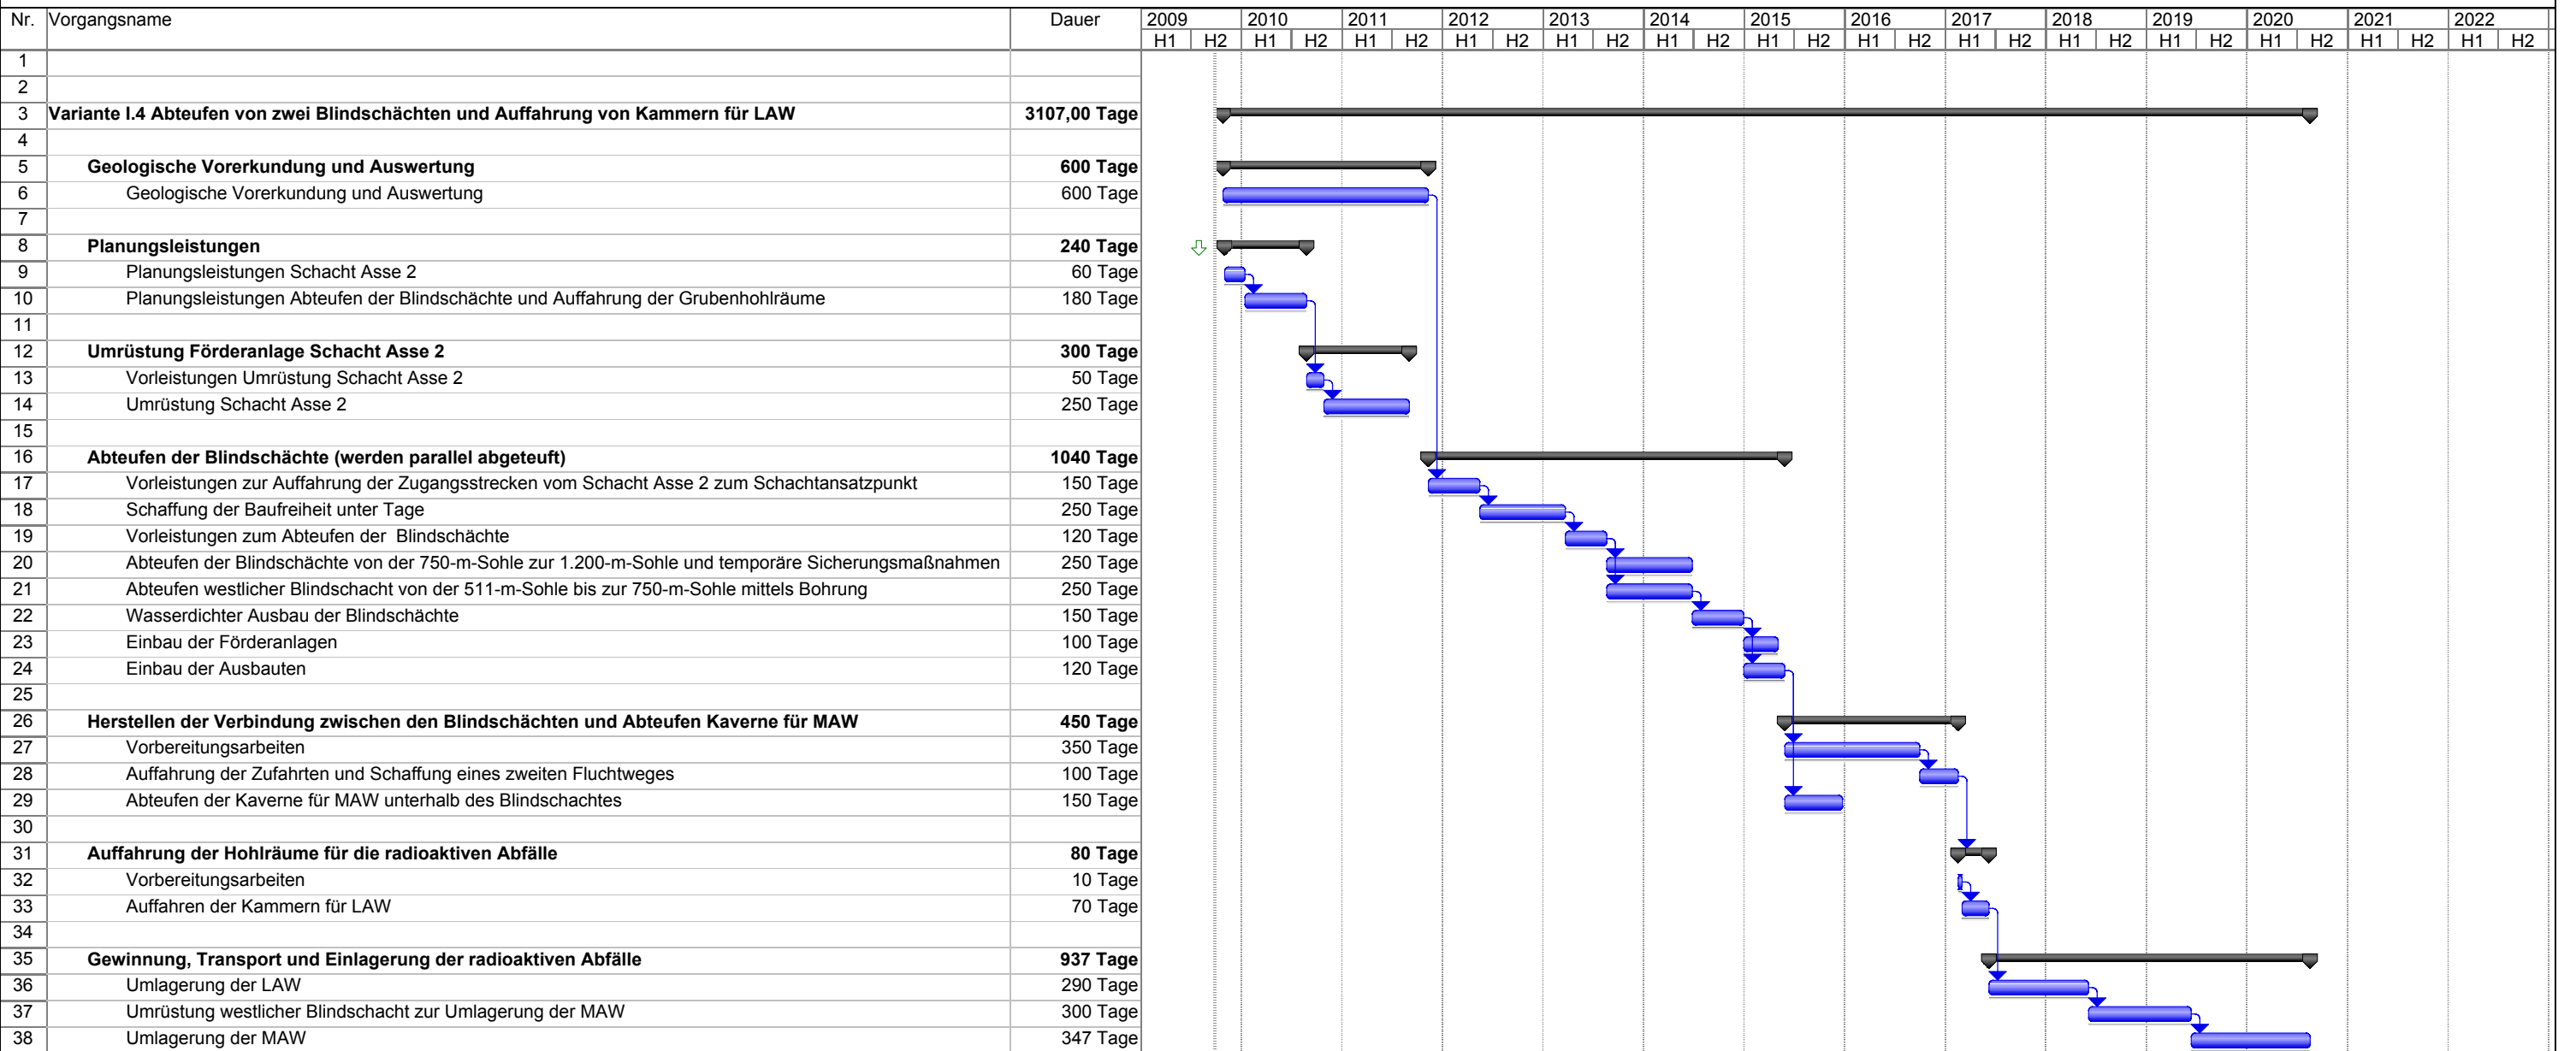 Nr. Vorgangsname Dauer 2009 2010 2011 2012 2013 2014 2015 2016 2017 2018 2019 2020 2021 2022
H1 H2 H1 H2 H1 H2 H1 H2 H1 H2 H1 H2 H1 H2 H1 H2 H1 H2 H1 H2 H1 H2 H1 H2 H1 H2 H1 H2
1
2
3 Variante I.4 Abteufen von zwei Blindschächten und Auffahrung von Kammern für LAW 3107,00 Tage
4
5 Geologische Vorerkundung und Auswertung 600 Tage
6 Geologische Vorerkundung und Auswertung 600 Tage
7
8 Planungsleistungen 240 Tage
9 Planungsleistungen Schacht Asse 2 60 Tage
10 Planungsleistungen Abteufen der Blindschächte und Auffahrung der Grubenhohlräume 180 Tage
11
12 Umrüstung Förderanlage Schacht Asse 2 300 Tage
13 Vorleistungen Umrüstung Schacht Asse 2 50 Tage
14 Umrüstung Schacht Asse 2 250 Tage
15
16 Abteufen der Blindschächte (werden parallel abgeteuft) 1040 Tage
17 Vorleistungen zur Auffahrung der Zugangsstrecken vom Schacht Asse 2 zum Schachtansatzpunkt 150 Tage
18 Schaffung der Baufreiheit unter Tage 250 Tage
19 Vorleistungen zum Abteufen der Blindschächte 120 Tage
20 Abteufen der Blindschächte von der 750-m-Sohle zur 1.200-m-Sohle und temporäre Sicherungsmaßnahmen 250 Tage
21 Abteufen westlicher Blindschacht von der 511-m-Sohle bis zur 750-m-Sohle mittels Bohrung 250 Tage
22 Wasserdichter Ausbau der Blindschächte 150 Tage
23 Einbau der Förderanlagen 100 Tage
24 Einbau der Ausbauten 120 Tage
25
26 Herstellen der Verbindung zwischen den Blindschächten und Abteufen Kaverne für MAW 450 Tage
27 Vorbereitungsarbeiten 350 Tage
28 Auffahrung der Zufahrten und Schaffung eines zweiten Fluchtweges 100 Tage
29 Abteufen der Kaverne für MAW unterhalb des Blindschachtes 150 Tage
30
31 Auffahrung der Hohlräume für die radioaktiven Abfälle 80 Tage
32 Vorbereitungsarbeiten 10 Tage
33 Auffahren der Kammern für LAW 70 Tage
34
35 Gewinnung, Transport und Einlagerung der radioaktiven Abfälle 937 Tage
36 Umlagerung der LAW 290 Tage
37 Umrüstung westlicher Blindschacht zur Umlagerung der MAW 300 Tage
38 Umlagerung der MAW 347 Tage